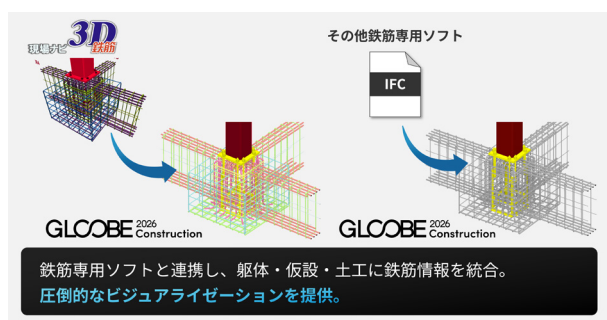 現場ナビ 3D 鉄筋
その他鉄筋専用ソフト
IFC
GLOOBE 2026 Construction
GLOOBE 2026 Construction
鉄筋専用ソフトと連携し、躯体・仮設・土工に鉄筋情報を統合。
圧倒的なビジュアライゼーションを提供。